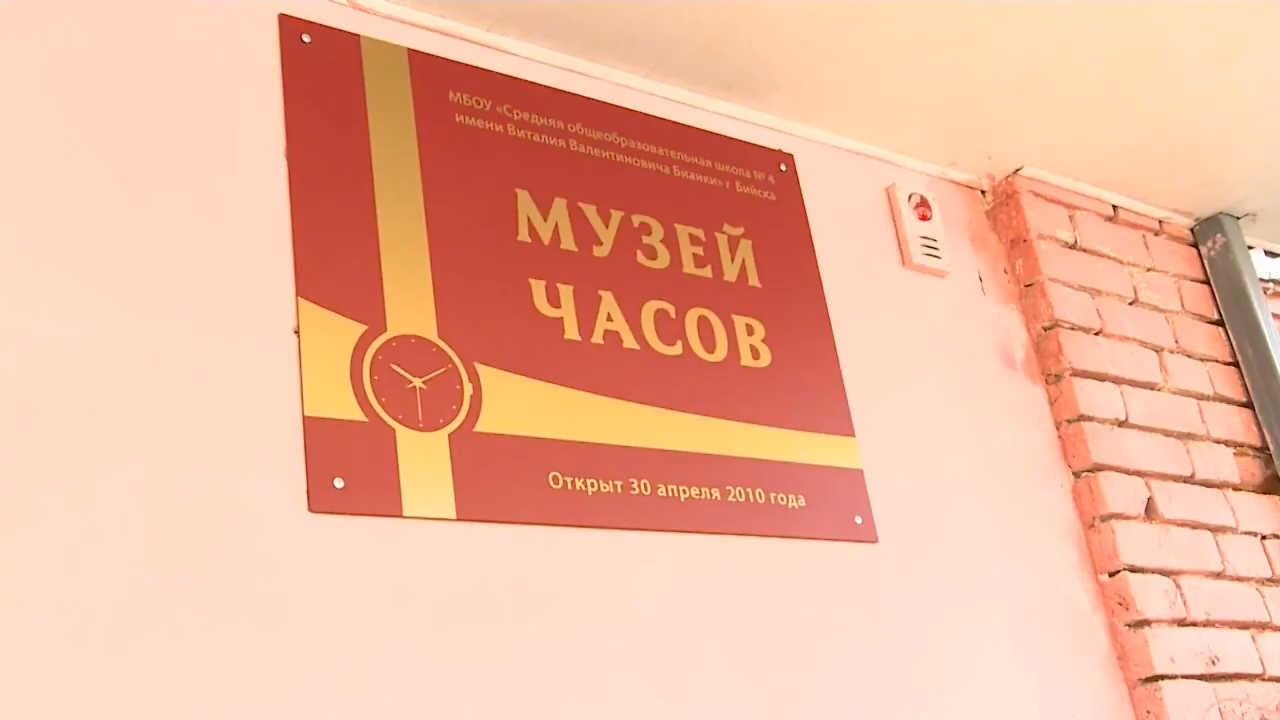 МБОУ «Средняя общеобразовательная школа № 4
имени Виталия Валентиновича Бианки» г Бийска
МУЗЕЙ
ЧАСОВ
Открыт 30 апреля 2010 года